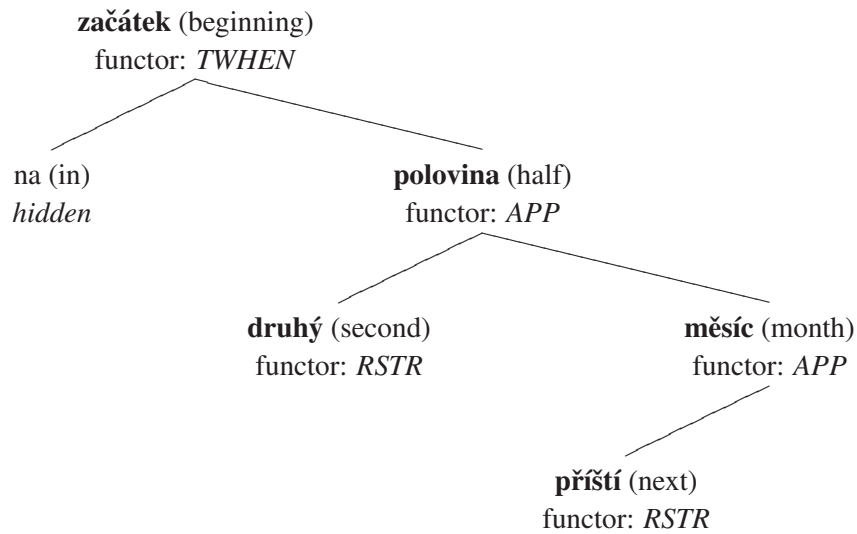 začátek (beginning)
functor: TWHEN
na (in)
hidden
polovina (half)
functor: APP
druhý (second)
functor: RSTR
měsíc (month)
functor: APP
příští (next)
functor: RSTR